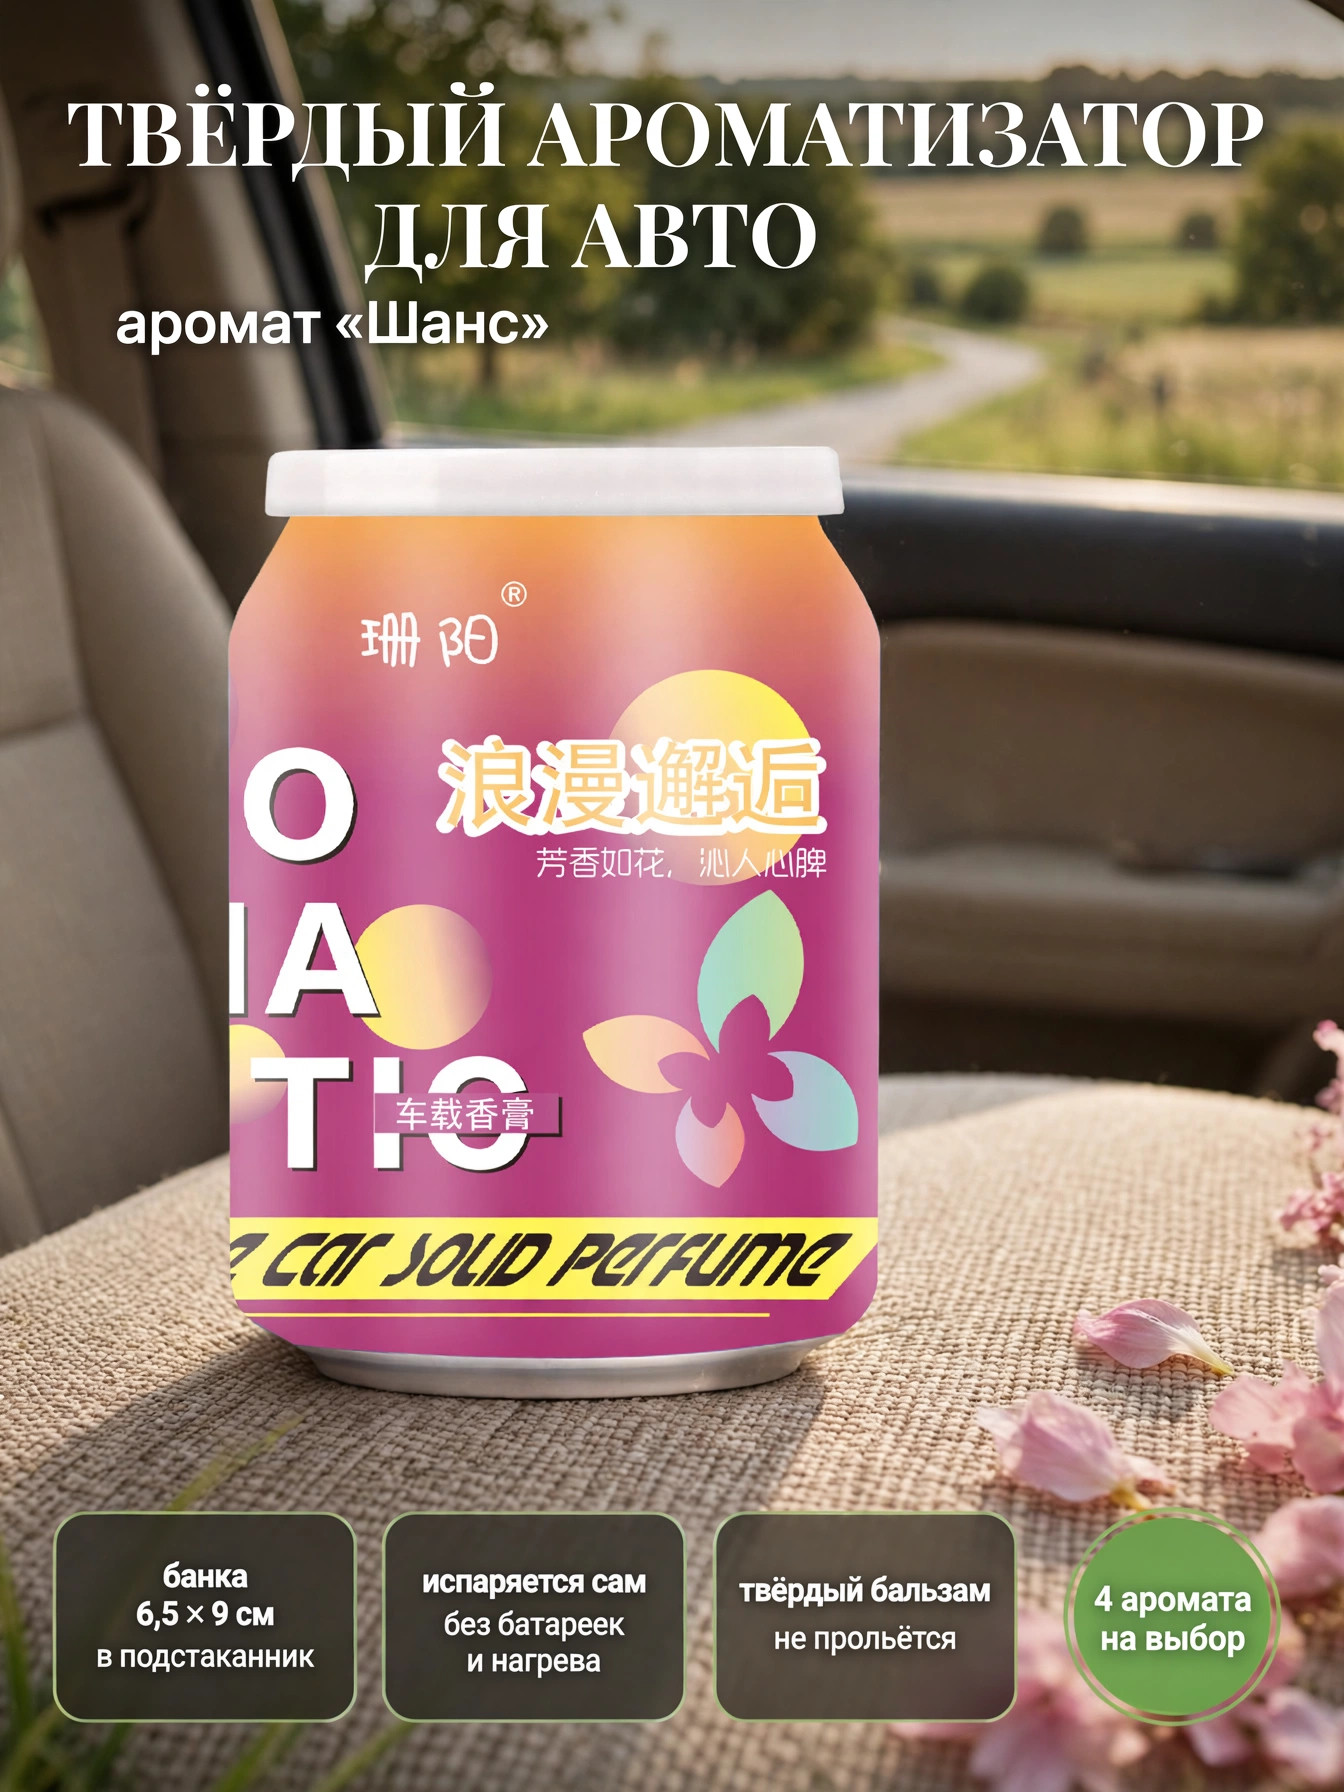 ТВЁРДЫЙ АРОМАТИЗАТОР
ДЛЯ АВТО
аромат «Шанс»
珊阳®
浪漫邂逅
芳香如花，沁人心脾
O
MA
TIC
车载香膏
e car solid perfume
банка
6,5 × 9 см
в подстаканник
испаряется сам
без батареек
и нагрева
твёрдый бальзам
не прольётся
4 аромата
на выбор